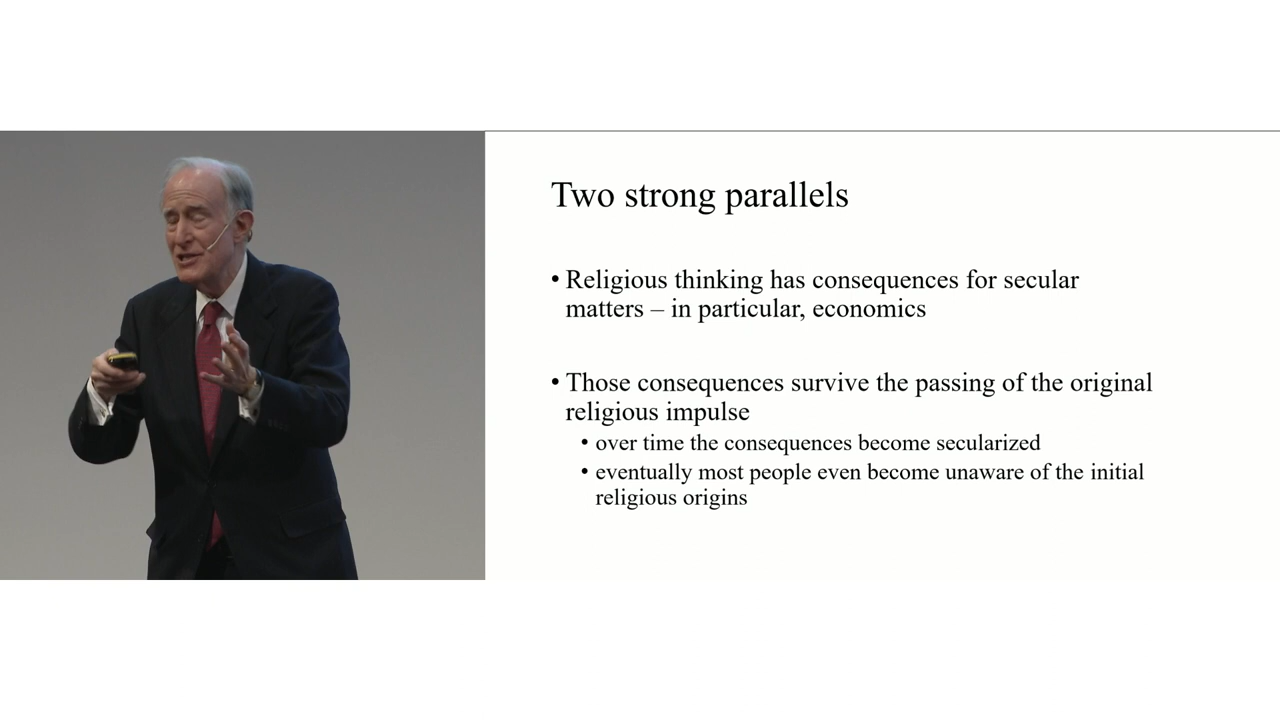 Two strong parallels
• Religious thinking has consequences for secular
matters – in particular, economics
• Those consequences survive the passing of the original
religious impulse
• over time the consequences become secularized
• eventually most people even become unaware of the initial
religious origins